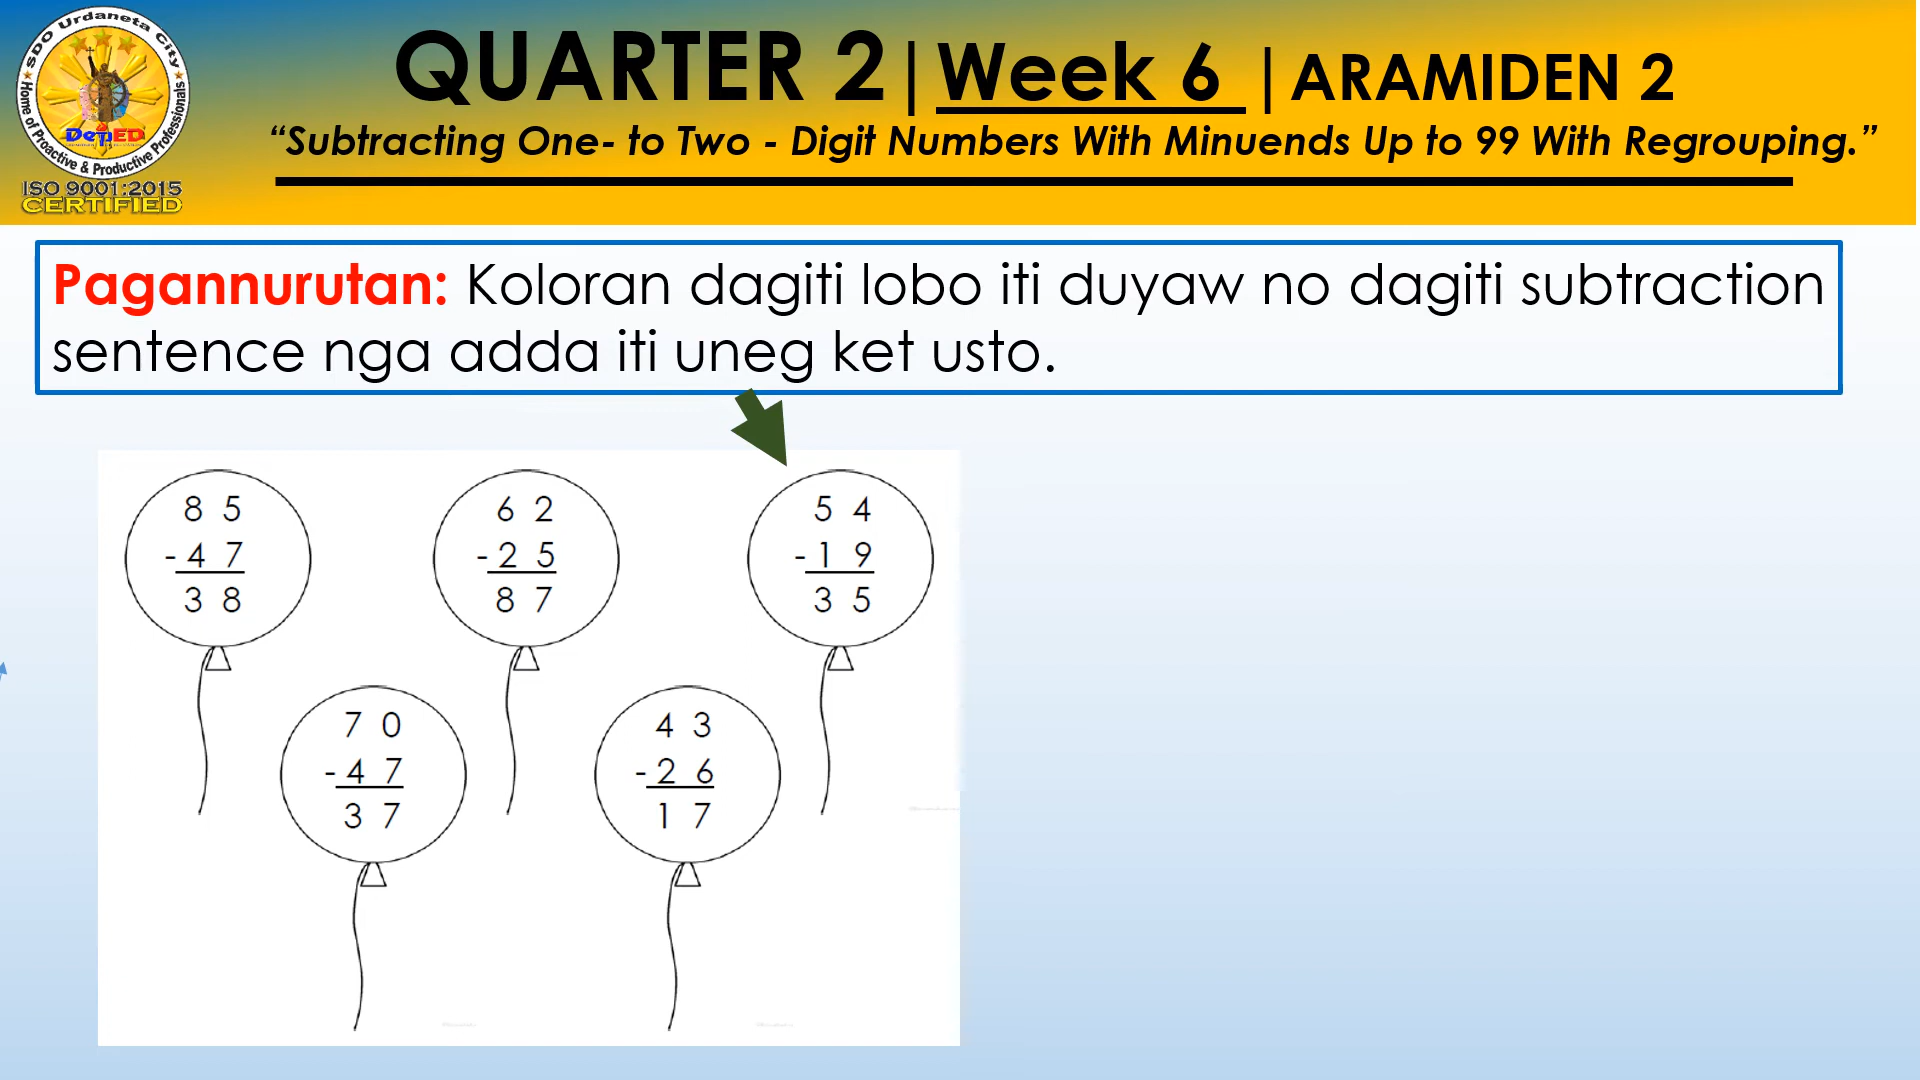 SDO Urdaneta City
Home of Proactive & Productive Professionals
DepED
ISO 9001:2015
CERTIFIED
QUARTER 2 | Week 6 | ARAMIDEN 2
“Subtracting One- to Two - Digit Numbers With Minuends Up to 99 With Regrouping.”
Pagannurutan: Koloran dagiti lobo iti duyaw no dagiti subtraction
sentence nga adda iti uneg ket usto.
8 5
- 4 7
3 8
6 2
- 2 5
8 7
5 4
- 1 9
3 5
7 0
- 4 7
3 7
4 3
- 2 6
1 7